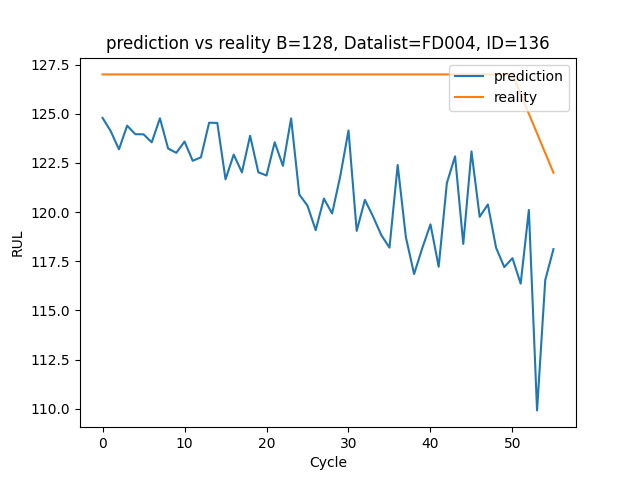 prediction vs reality B=128, Datalist=FD004, ID=136
127.5
125.0
122.5
120.0
117.5
115.0
112.5
110.0
RUL
prediction
reality
0 10 20 30 40 50
Cycle